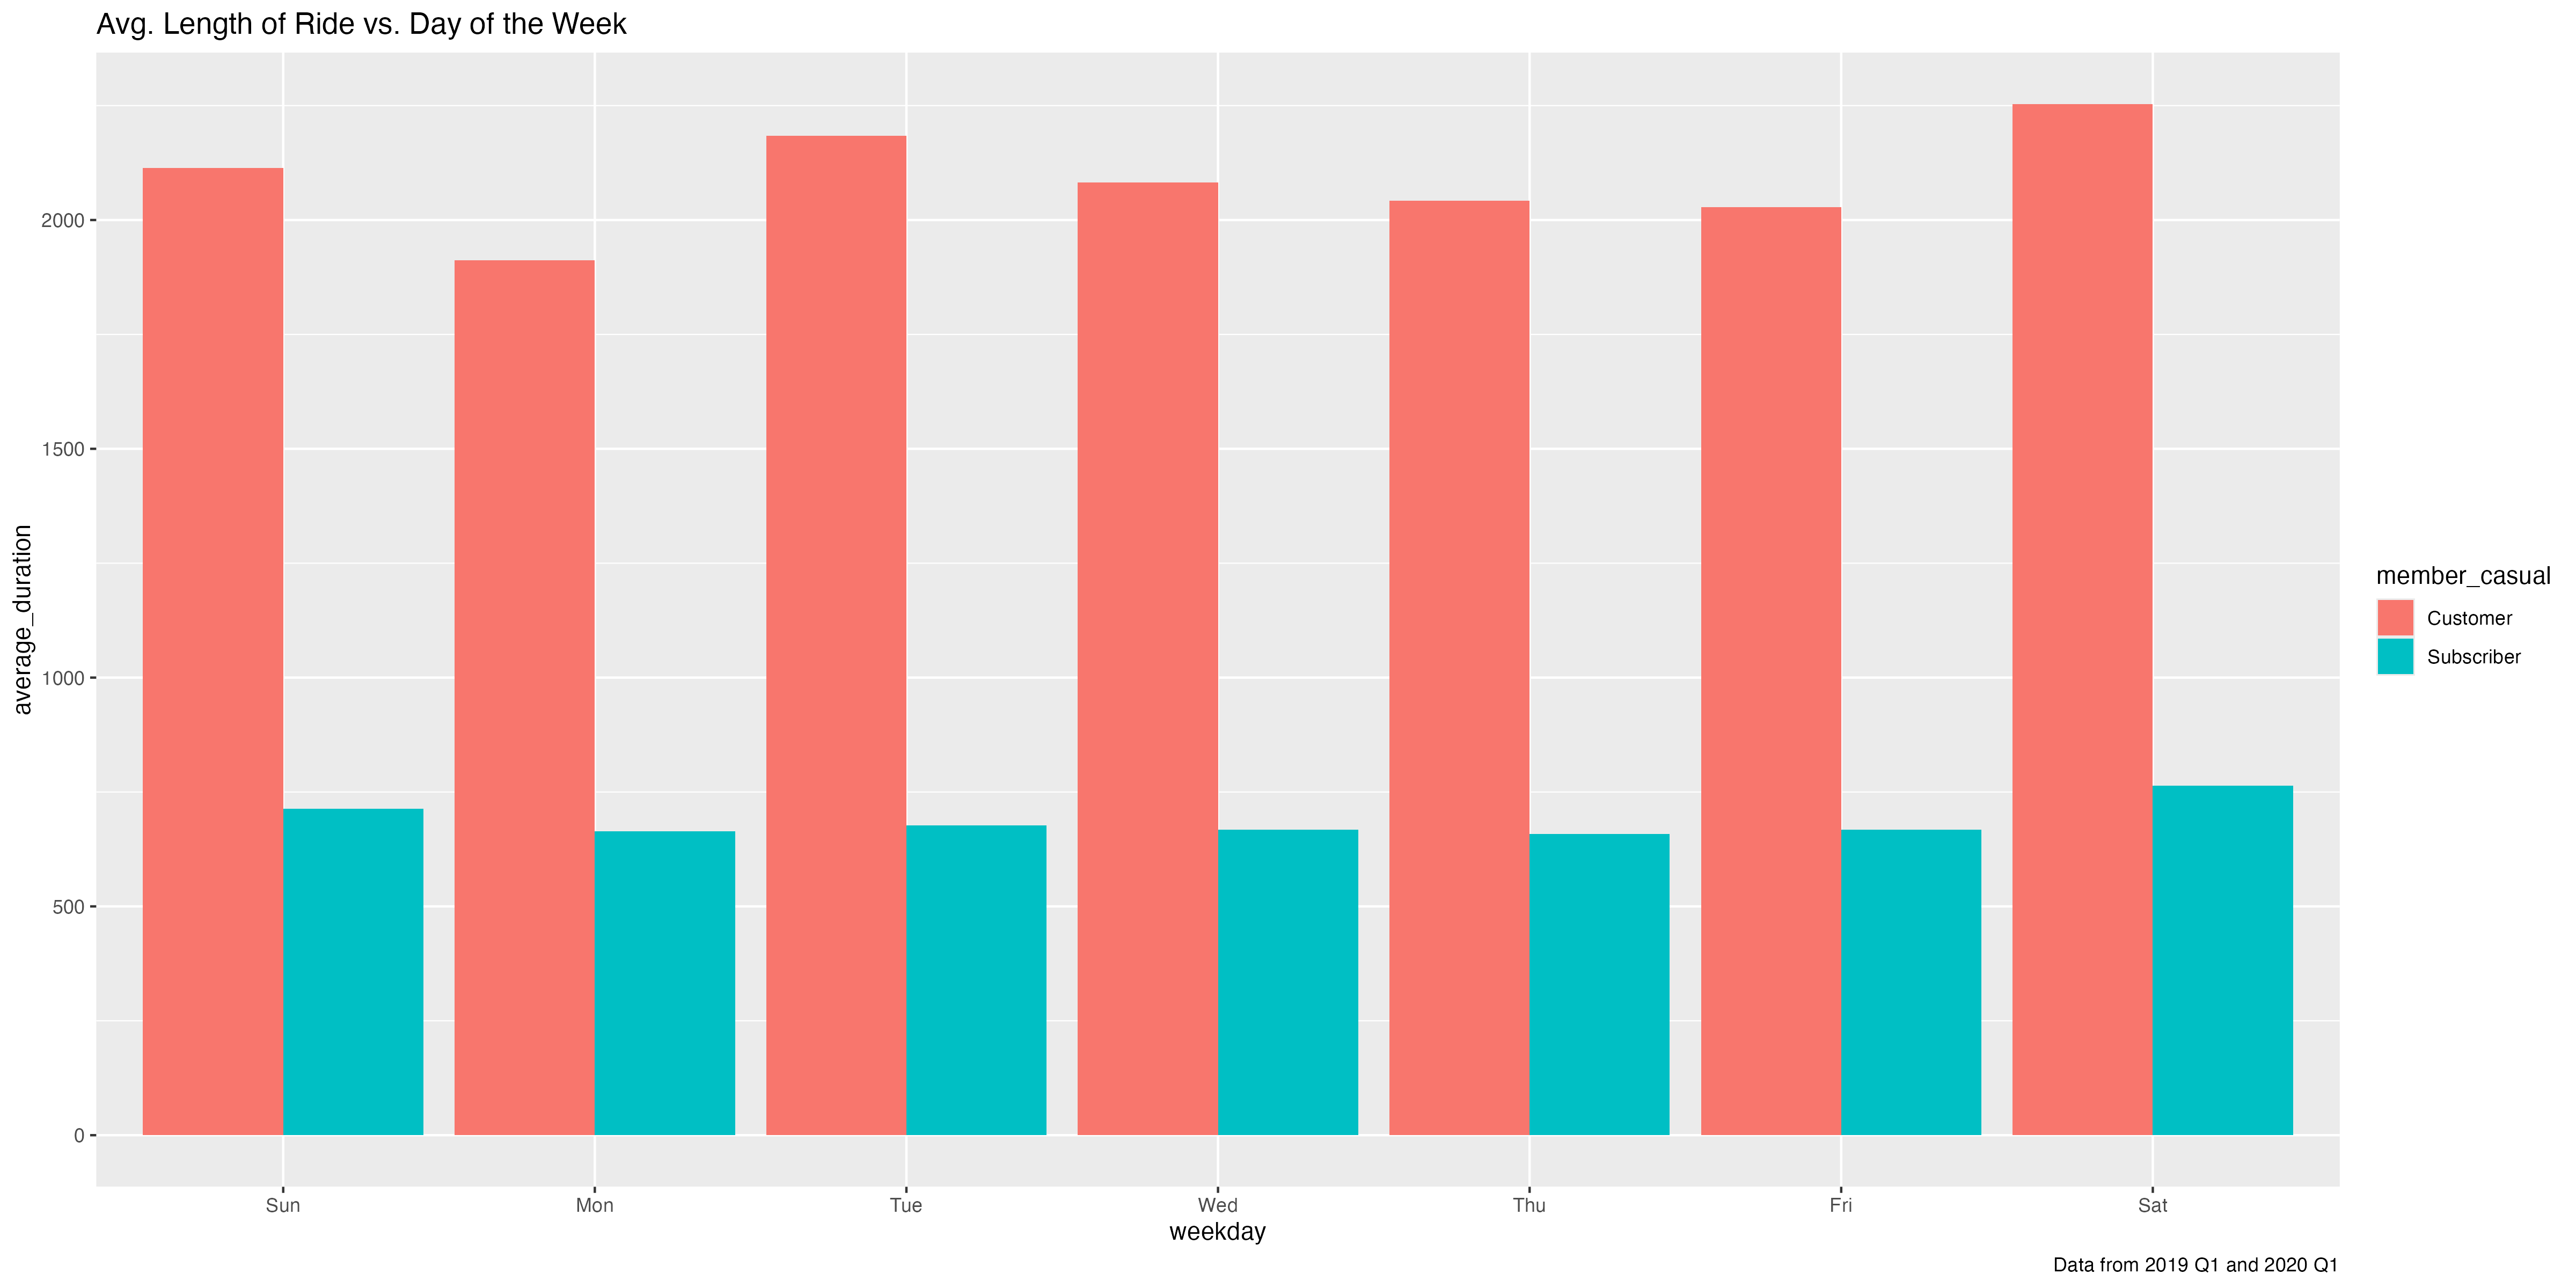 Avg. Length of Ride vs. Day of the Week
average_duration
2000
1500
1000
500
0
Sun Mon Tue Wed Thu Fri Sat
weekday
member_casual
Customer
Subscriber
Data from 2019 Q1 and 2020 Q1